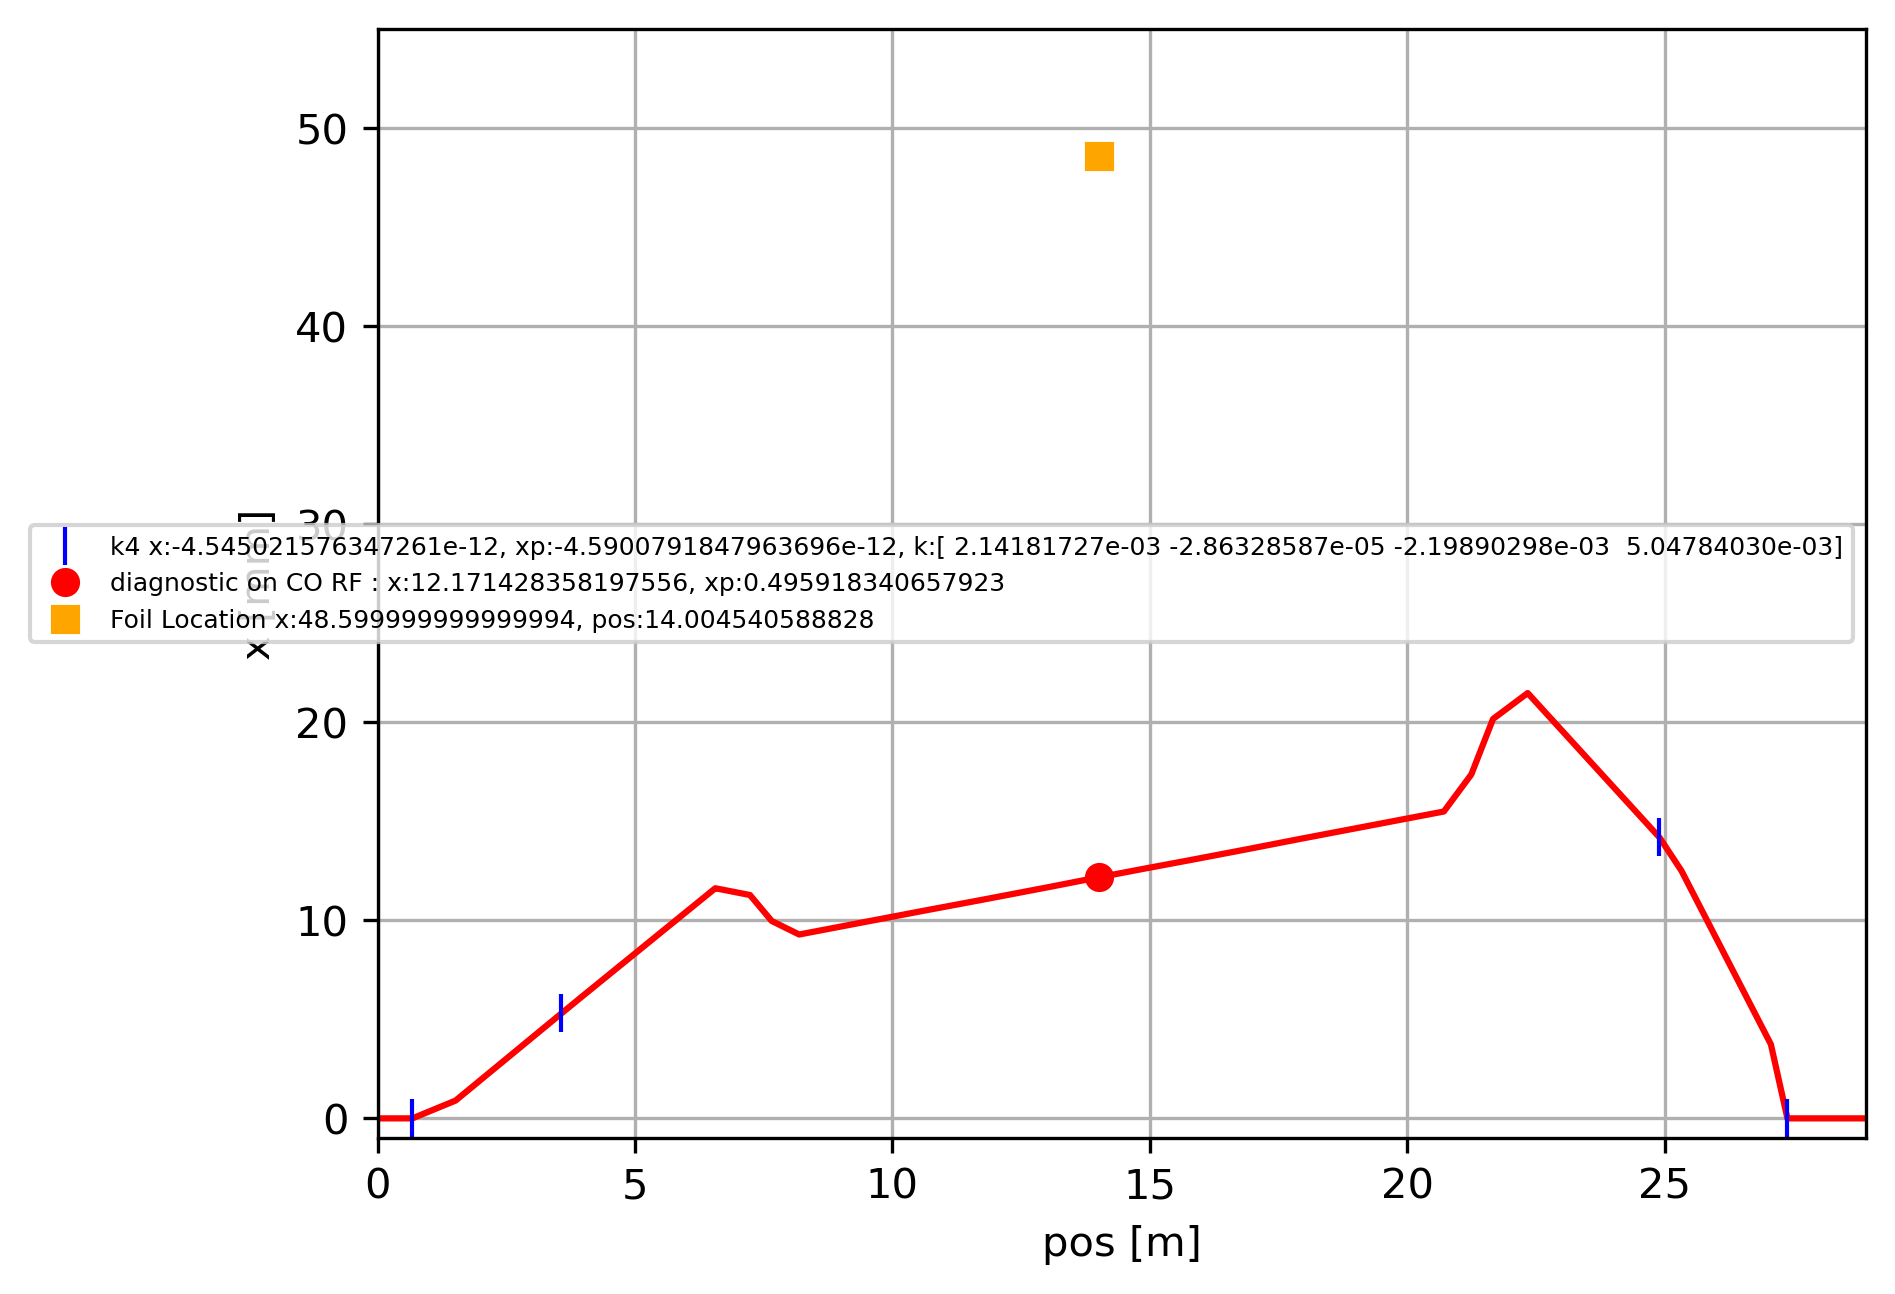 50
40
30
x [mm]
k4 x:-4.545021576347261e-12, xp:-4.5900791847963696e-12, k:[ 2.14181727e-03 -2.86328587e-05 -2.19890298e-03  5.04784030e-03]
diagnostic on CO RF : x:12.171428358197556, xp:0.495918340657923
Foil Location x:48.599999999999994, pos:14.004540588828
20
10
0
0 5 10 15 20 25
pos [m]